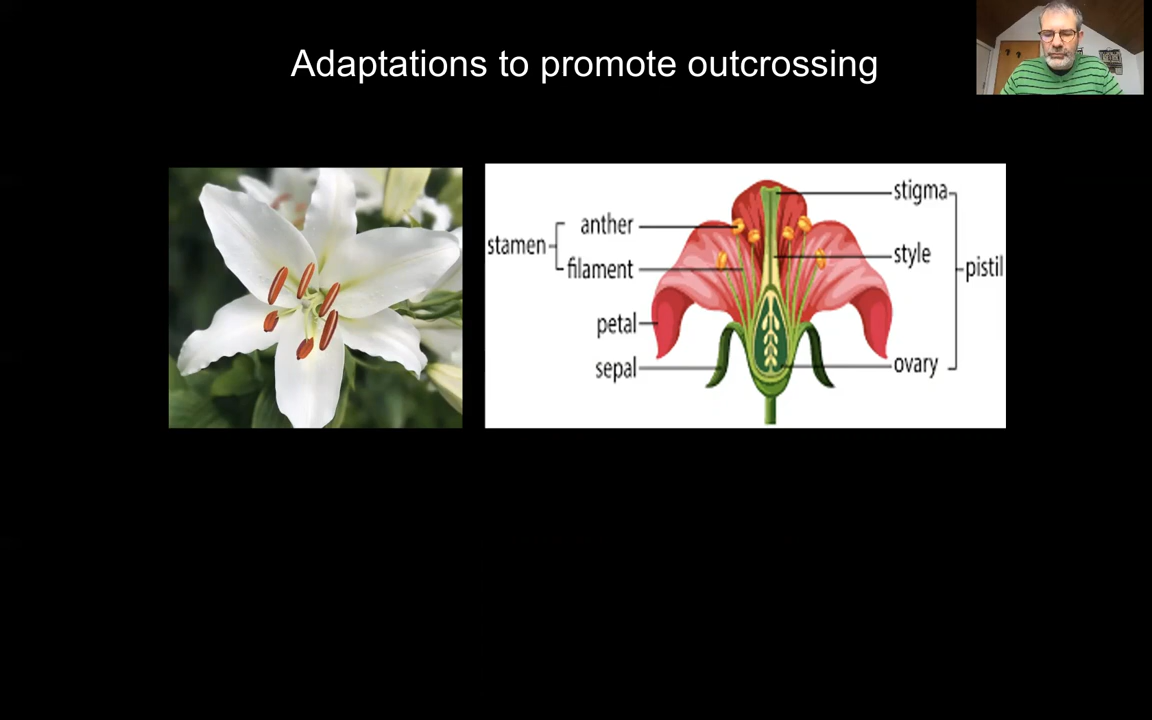 Adaptations to promote outcrossing
stigma
anther
stamen
style
filament
pistil
petal
sepal
ovary